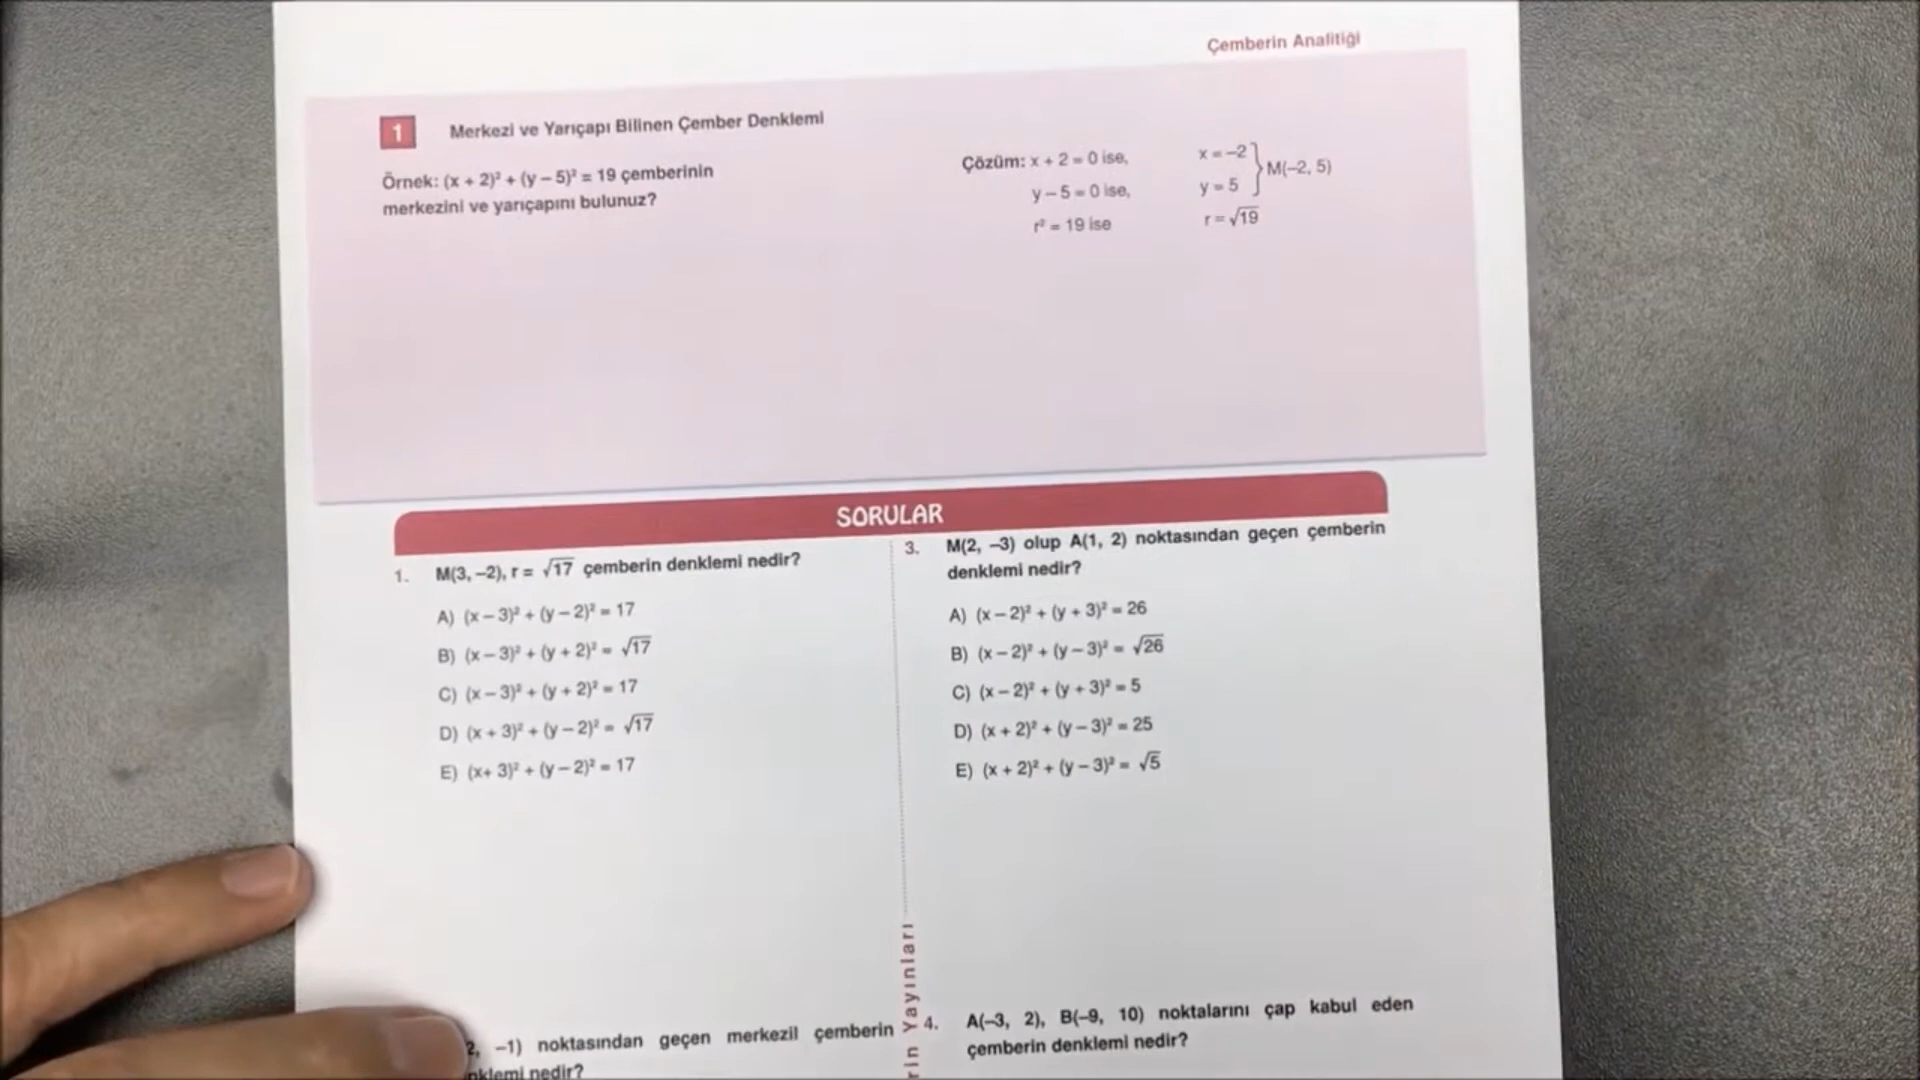 Çemberin Analitiği
1 Merkezi ve Yarıçapı Bilinen Çember Denklemi
Örnek: (x + 2)² + (y – 5)² = 19 çemberinin
merkezini ve yarıçapını bulunuz?
Çözüm: x + 2 = 0 ise, x = –2
y – 5 = 0 ise, y = 5 } M(–2, 5)
r² = 19 ise r = √19
SORULAR
1. M(3, –2), r = √17 çemberin denklemi nedir?
A) (x – 3)² + (y – 2)² = 17
B) (x – 3)² + (y + 2)² = √17
C) (x – 3)² + (y + 2)² = 17
D) (x + 3)² + (y – 2)² = √17
E) (x+ 3)² + (y – 2)² = 17
2, –1) noktasından geçen merkezil çemberin
nklemi nedir?
rin Yayınları
3. M(2, –3) olup A(1, 2) noktasından geçen çemberin
denklemi nedir?
A) (x – 2)² + (y + 3)² = 26
B) (x – 2)² + (y – 3)² = √26
C) (x – 2)² + (y + 3)² = 5
D) (x + 2)² + (y – 3)² = 25
E) (x + 2)² + (y – 3)² = √5
4. A(–3, 2), B(–9, 10) noktalarını çap kabul eden
çemberin denklemi nedir?